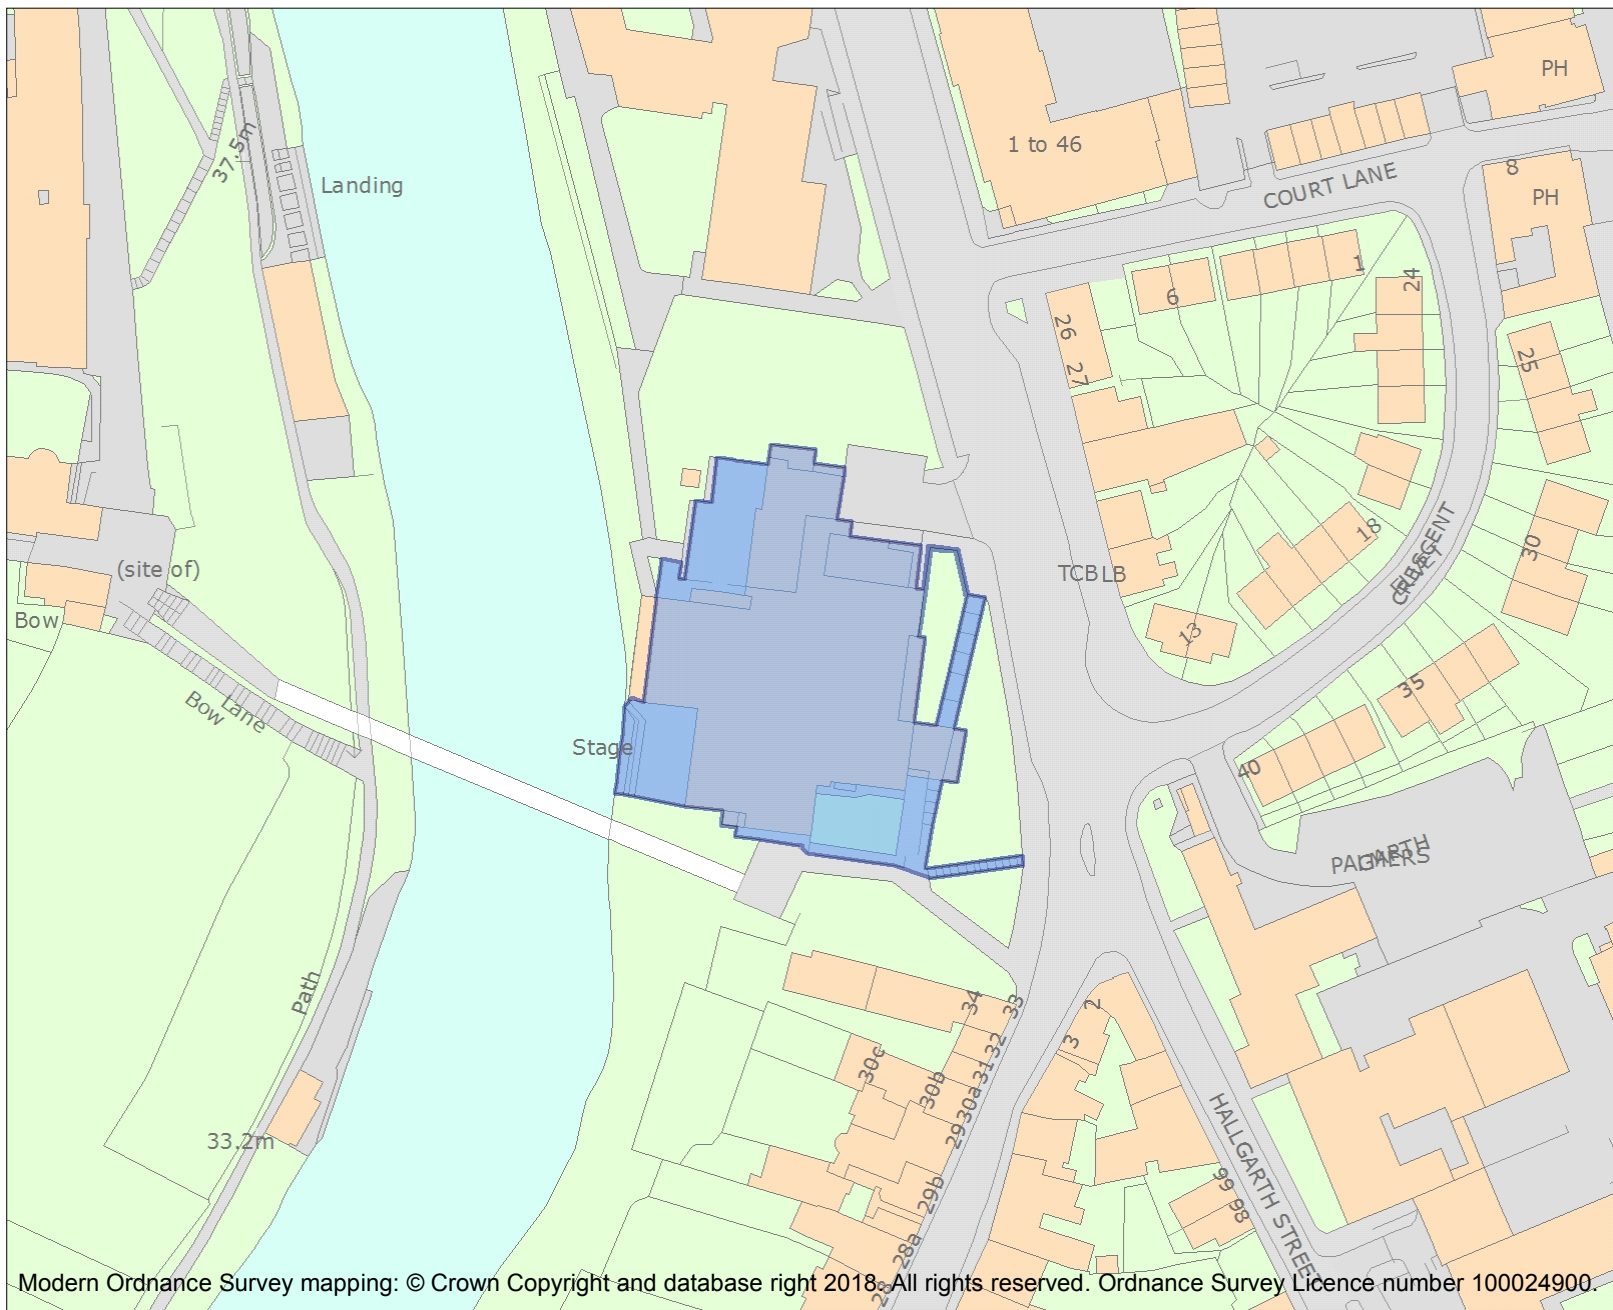 PH
1 to 46
37.5m
Landing
COURT LANE
8
PH
1
24
6
26
27
25
18
CRESCENT
30
(site of)
TCB LB
Bow
13
35
Bow
Lane
Stage
40
PALMERS
GARTH
Path
34
33
2
3
32
30c
31
30b
30a
29
33.2m
HALLGARTH STREET
99
98
29b
28a
28
Modern Ordnance Survey mapping: © Crown Copyright and database right 2018. All rights reserved. Ordnance Survey Licence number 100024900.